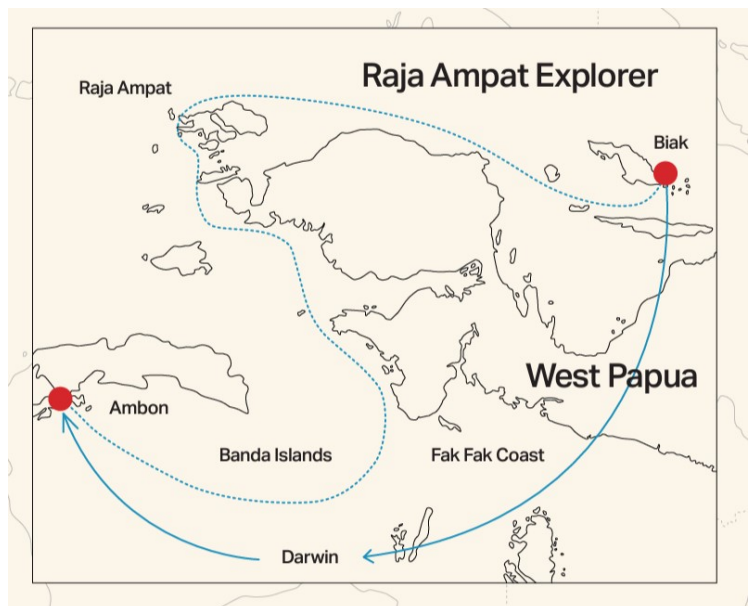 Raja Ampat Explorer
Raja Ampat
Biak
West Papua
Ambon
Banda Islands
Fak Fak Coast
Darwin